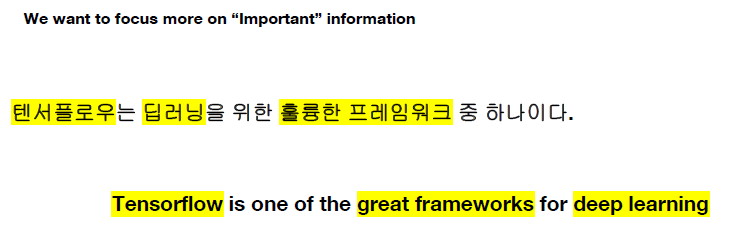 We want to focus more on “Important” information
텐서플로우는 딥러닝을 위한 훌륭한 프레임워크 중 하나이다.
Tensorflow is one of the great frameworks for deep learning